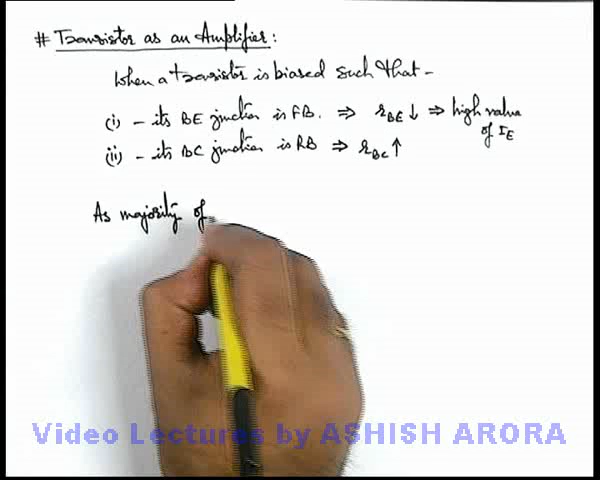 # Transistor as an Amplifier:
When a transistor is biased such that -
(i) - its BE junction is FB. ⇒ r_BE ↓ ⇒ high value of I_E
(ii) - its BC junction is RB ⇒ r_BC ↑
As majority of
Video Lectures by ASHISH ARORA